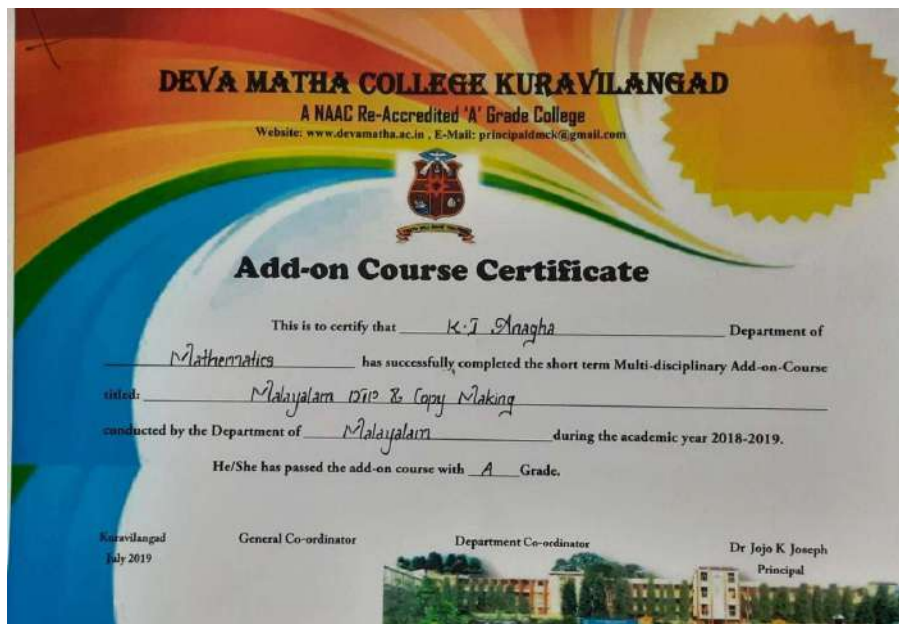 DEVA MATHA COLLEGE KURAVILANGAD
A NAAC Re-Accredited 'A' Grade College
Website: www.devamatha.ac.in , E-Mail: principaldmck@gmail.com
Add-on Course Certificate
This is to certify that K.J Anagha Department of
Mathematics has successfully completed the short term Multi-disciplinary Add-on-Course
titled: Malayalam DTP & Copy Making
conducted by the Department of Malayalam during the academic year 2018-2019.
He/She has passed the add-on course with A Grade.
Kuravilangad General Co-ordinator Department Co-ordinator Dr Jojo K Joseph
July 2019 Principal